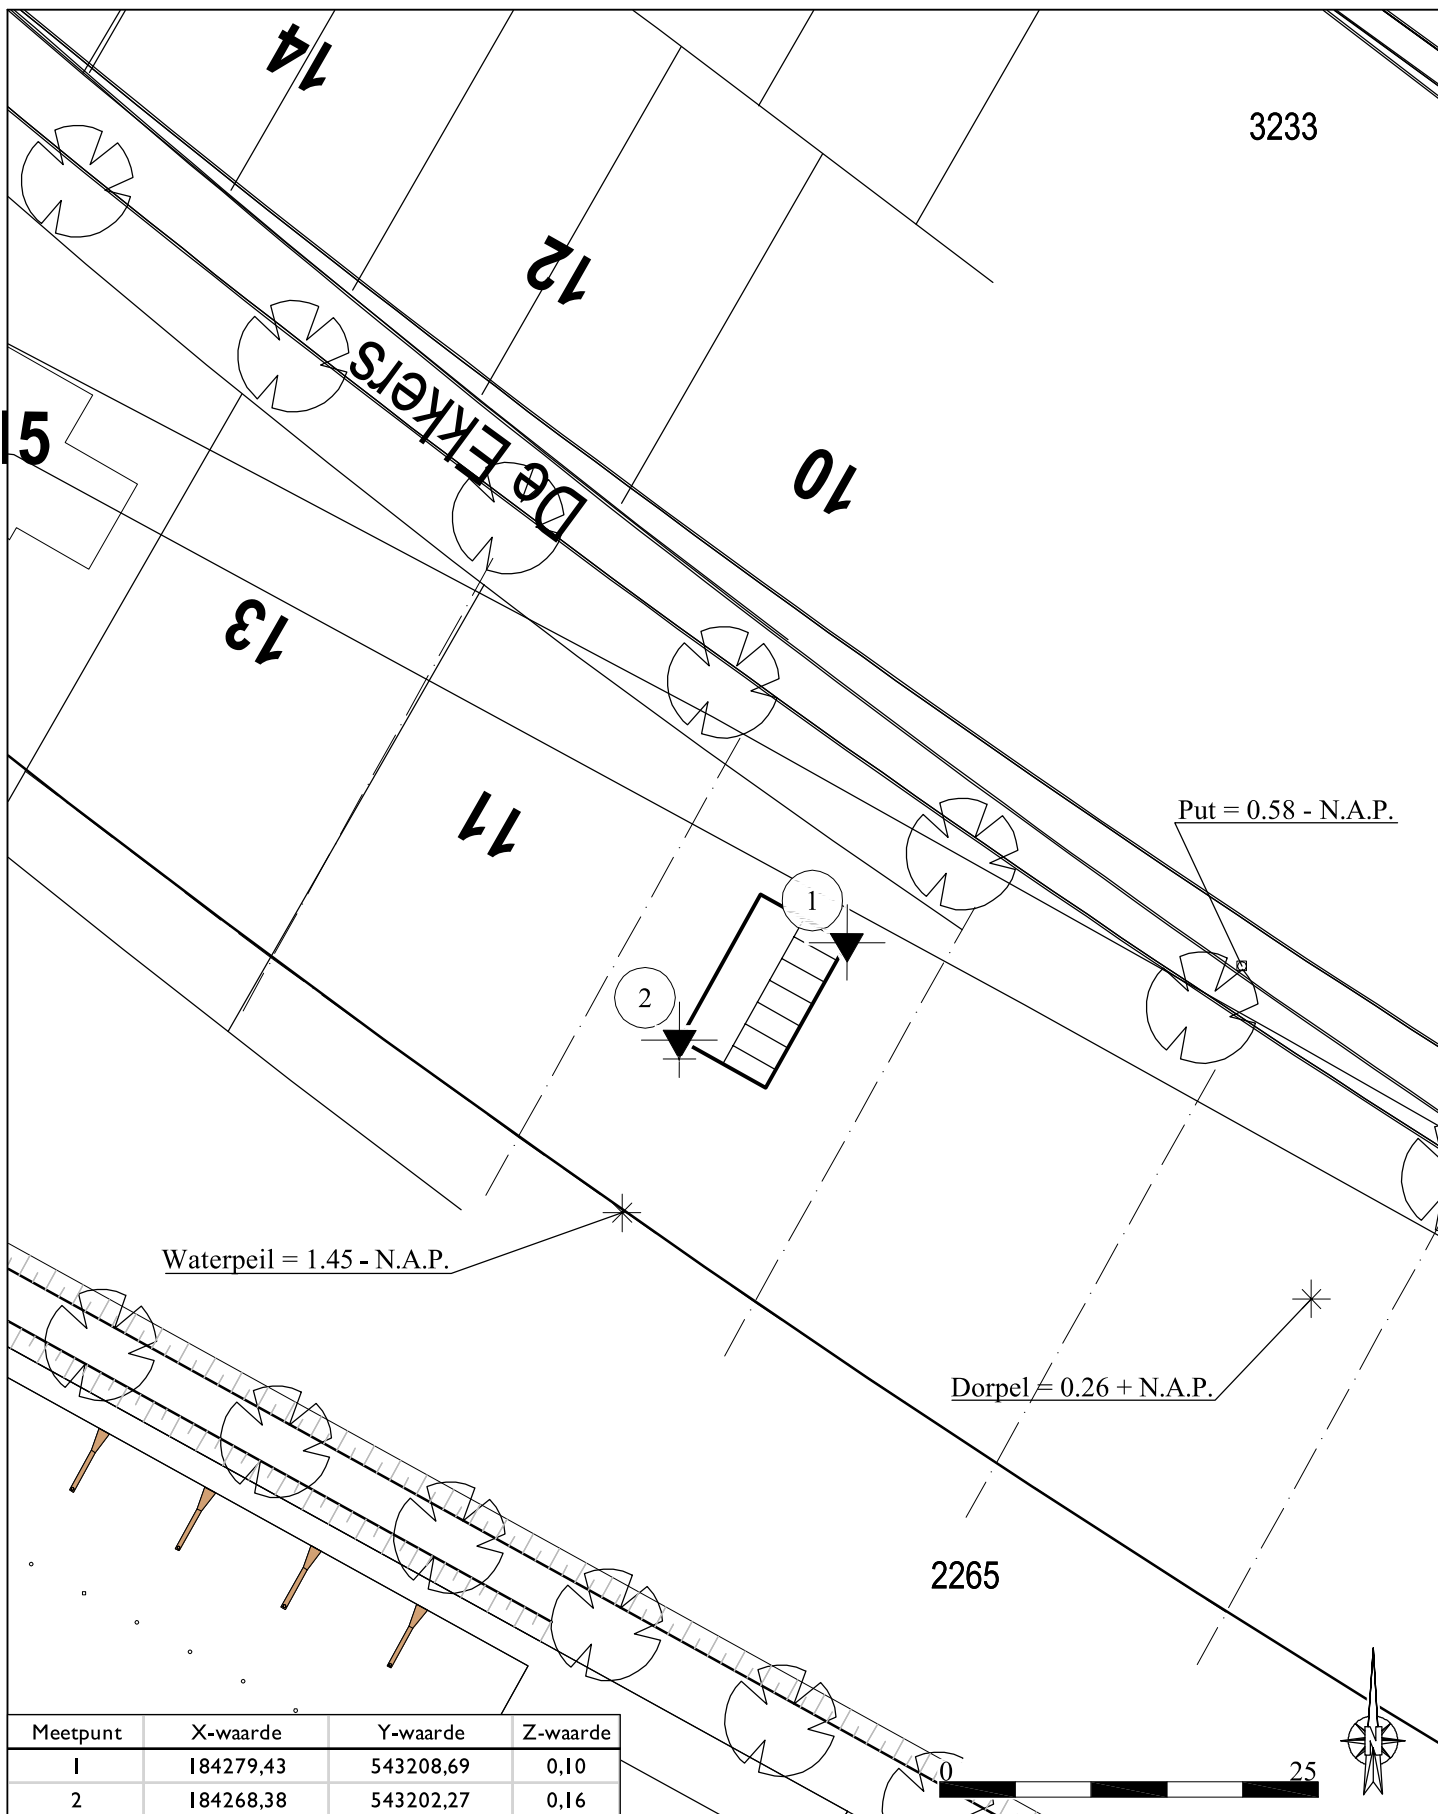 14
3233
12
De Ekkers
15
10
13
11
Put = 0.58 - N.A.P.
1
2
Waterpeil = 1.45 - N.A.P.
Dorpel = 0.26 + N.A.P.
2265
N
0 25
Meetpunt X-waarde Y-waarde Z-waarde
1 184279,43 543208,69 0,10
2 184268,38 543202,27 0,16